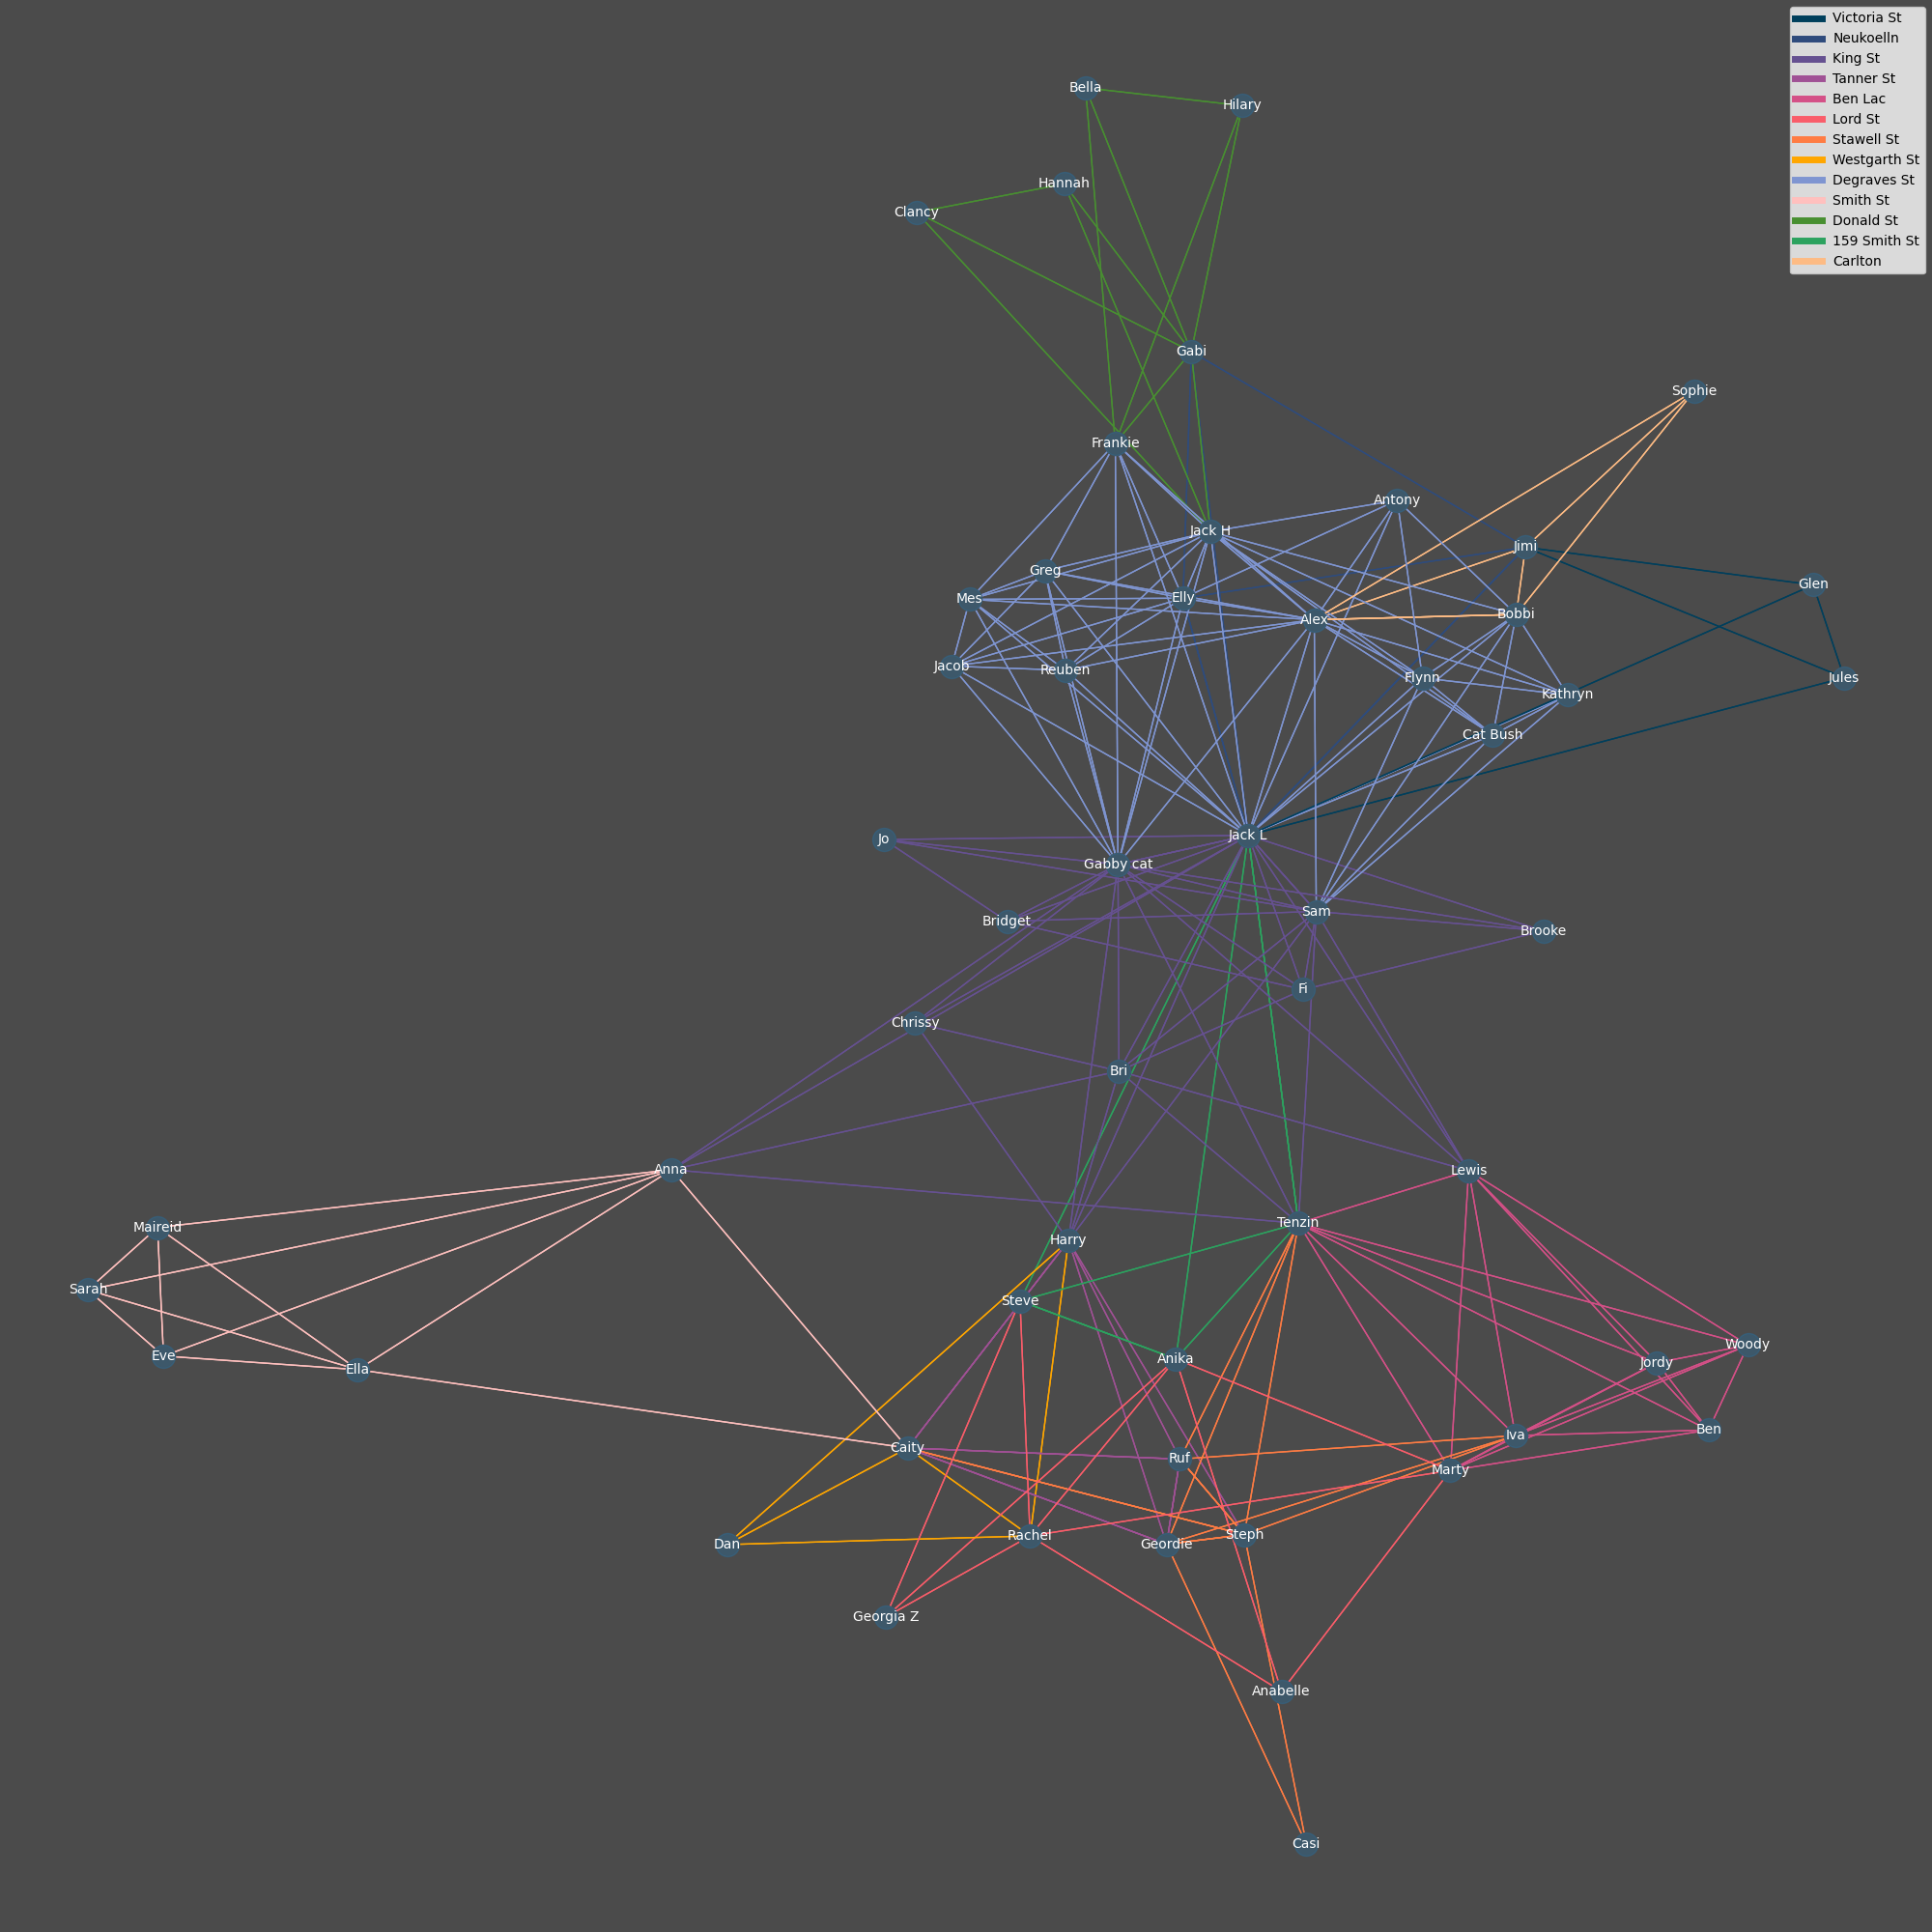 Victoria St
Neukoelln
King St
Tanner St
Ben Lac
Lord St
Stawell St
Westgarth St
Degraves St
Smith St
Donald St
159 Smith St
Carlton
Bella
Hilary
Hannah
Clancy
Gabi
Sophie
Frankie
Antony
Jack H
Jimi
Greg
Glen
Mes
Elly
Bobbi
Alex
Jacob
Reuben
Flynn
Jules
Kathryn
Cat Bush
Jack L
Jo
Gabby cat
Sam
Bridget
Brooke
Fi
Chrissy
Bri
Anna
Lewis
Tenzin
Maireid
Harry
Sarah
Steve
Woody
Eve
Anika
Jordy
Ella
Ben
Iva
Caity
Ruf
Marty
Rachel
Steph
Dan
Geordie
Georgia Z
Anabelle
Casi